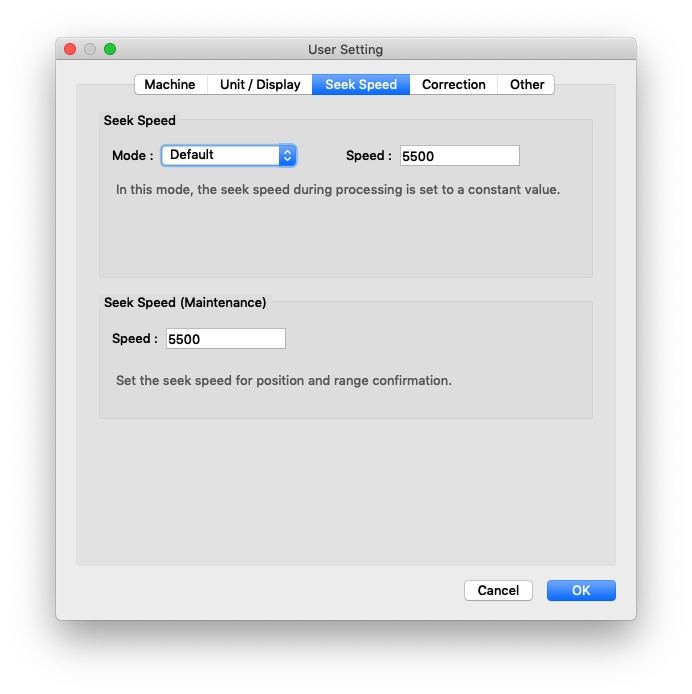 User Setting
Machine Unit / Display Seek Speed Correction Other
Seek Speed
Mode : Default Speed : 5500
In this mode, the seek speed during processing is set to a constant value.
Seek Speed (Maintenance)
Speed : 5500
Set the seek speed for position and range confirmation.
Cancel OK